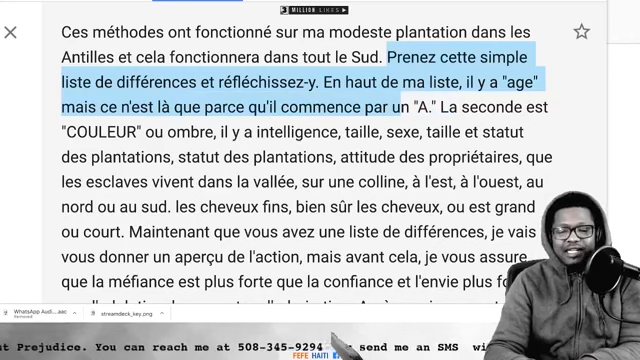 3 MILLION LIKES
Ces méthodes ont fonctionné sur ma modeste plantation dans les
Antilles et cela fonctionnera dans tout le Sud. Prenez cette simple
liste de différences et réfléchissez-y. En haut de ma liste, il y a "age"
mais ce n'est là que parce qu'il commence par un "A." La seconde est
"COULEUR" ou ombre, il y a intelligence, taille, sexe, taille et statut
des plantations, statut des plantations, attitude des propriétaires, que
les esclaves vivent dans la vallée, sur une colline, à l'est, à l'ouest, au
nord ou au sud. les cheveux fins, bien sûr les cheveux, ou est grand
ou court. Maintenant que vous avez une liste de différences, je vais
vous donner un aperçu de l'action, mais avant cela, je vous assure
que la méfiance est plus forte que la confiance et l'envie plus
WhatsApp Aud....aac
Removed
streamdeck_key.png
Prejudice. You can reach me at 508-345-9294 send me an SMS
FEFE HAITI